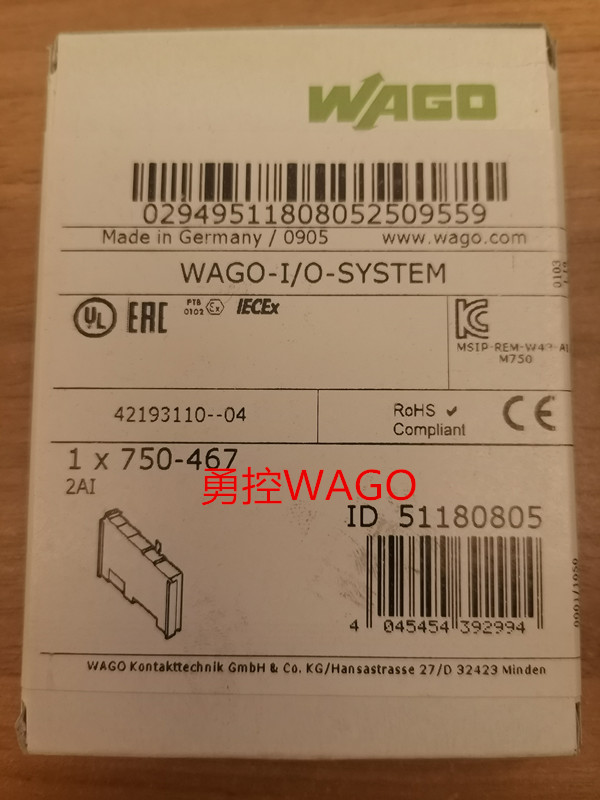 WAGO
02949511808052509559
Made in Germany / 0905 www.wago.com
WAGO-I/O-SYSTEM
UL EAC PTB 0102 Ex IECEx
MSIP-REM-W43-AI
M750
42193110--04
RoHS ✓
Compliant
CE
1 x 750-467
2AI
勇控WAGO
ID 51180805
4 045454 392994
WAGO Kontakttechnik GmbH & Co. KG/Hansastrasse 27/D 32423 Minden